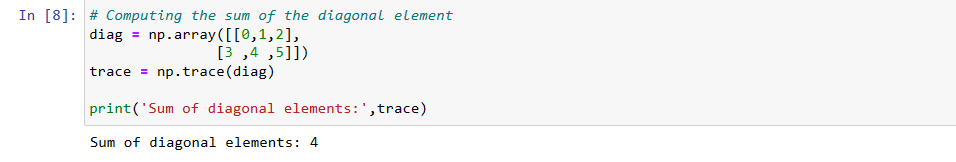 In [8]: # Computing the sum of the diagonal element
diag = np.array([[0,1,2],
[3 ,4 ,5]])
trace = np.trace(diag)
print('Sum of diagonal elements:',trace)
Sum of diagonal elements: 4